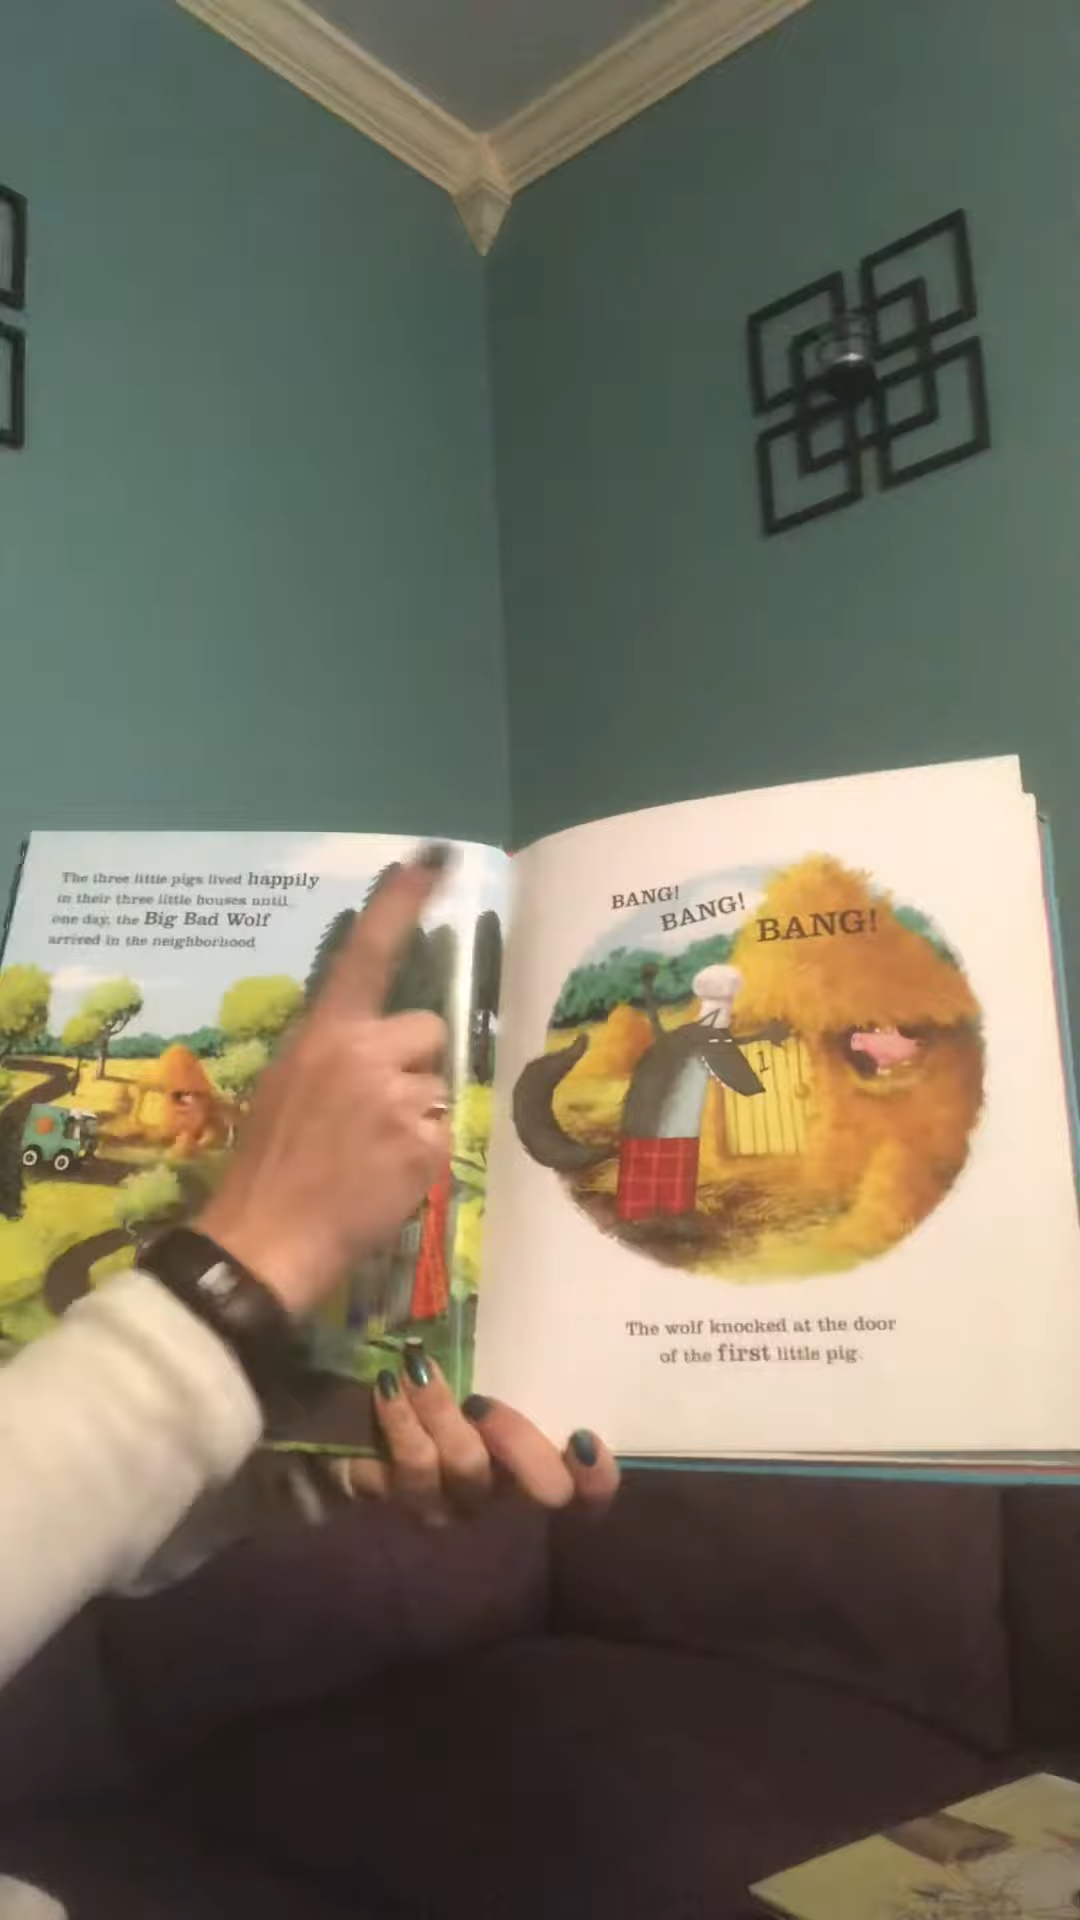 The three little pigs lived happily
in their three little houses until
one day, the Big Bad Wolf
arrived in the neighborhood
BANG!
BANG!
BANG!
1
The wolf knocked at the door
of the first little pig.